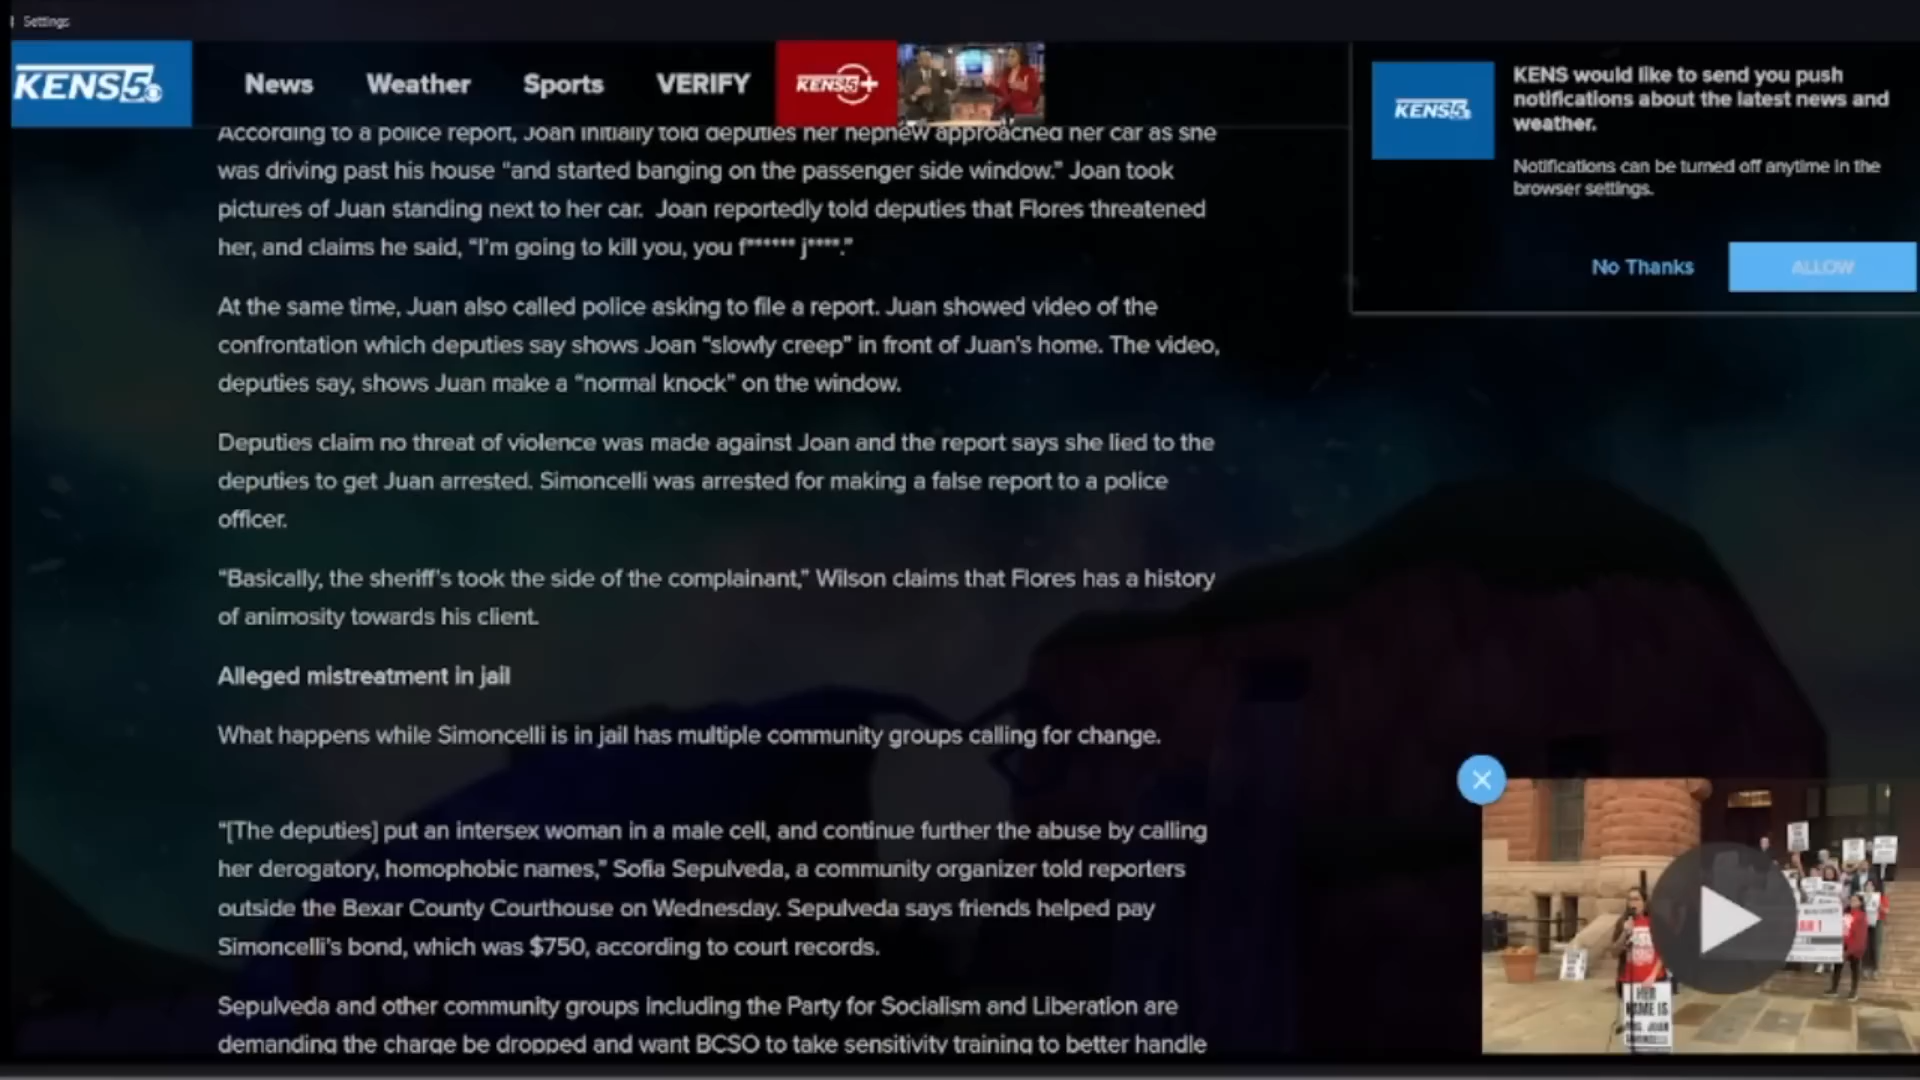 Settings
KENS5
News
Weather
Sports
VERIFY
KENS5+
KENS5
KENS would like to send you push
notifications about the latest news and
weather.
Notifications can be turned off anytime in the
browser settings.
No Thanks
ALLOW
According to a police report, Joan initially told deputies her nephew approached her car as she
was driving past his house “and started banging on the passenger side window.” Joan took
pictures of Juan standing next to her car. Joan reportedly told deputies that Flores threatened
her, and claims he said, “I’m going to kill you, you f****** j****.”
At the same time, Juan also called police asking to file a report. Juan showed video of the
confrontation which deputies say shows Joan “slowly creep” in front of Juan’s home. The video,
deputies say, shows Juan make a “normal knock” on the window.
Deputies claim no threat of violence was made against Joan and the report says she lied to the
deputies to get Juan arrested. Simoncelli was arrested for making a false report to a police
officer.
“Basically, the sheriff’s took the side of the complainant,” Wilson claims that Flores has a history
of animosity towards his client.
Alleged mistreatment in jail
What happens while Simoncelli is in jail has multiple community groups calling for change.
“[The deputies] put an intersex woman in a male cell, and continue further the abuse by calling
her derogatory, homophobic names,” Sofia Sepulveda, a community organizer told reporters
outside the Bexar County Courthouse on Wednesday. Sepulveda says friends helped pay
Simoncelli’s bond, which was $750, according to court records.
Sepulveda and other community groups including the Party for Socialism and Liberation are
demanding the charge be dropped and want BCSO to take sensitivity training to better handle
HER
NAME IS
MRS. JOAN
SIMONCELLI